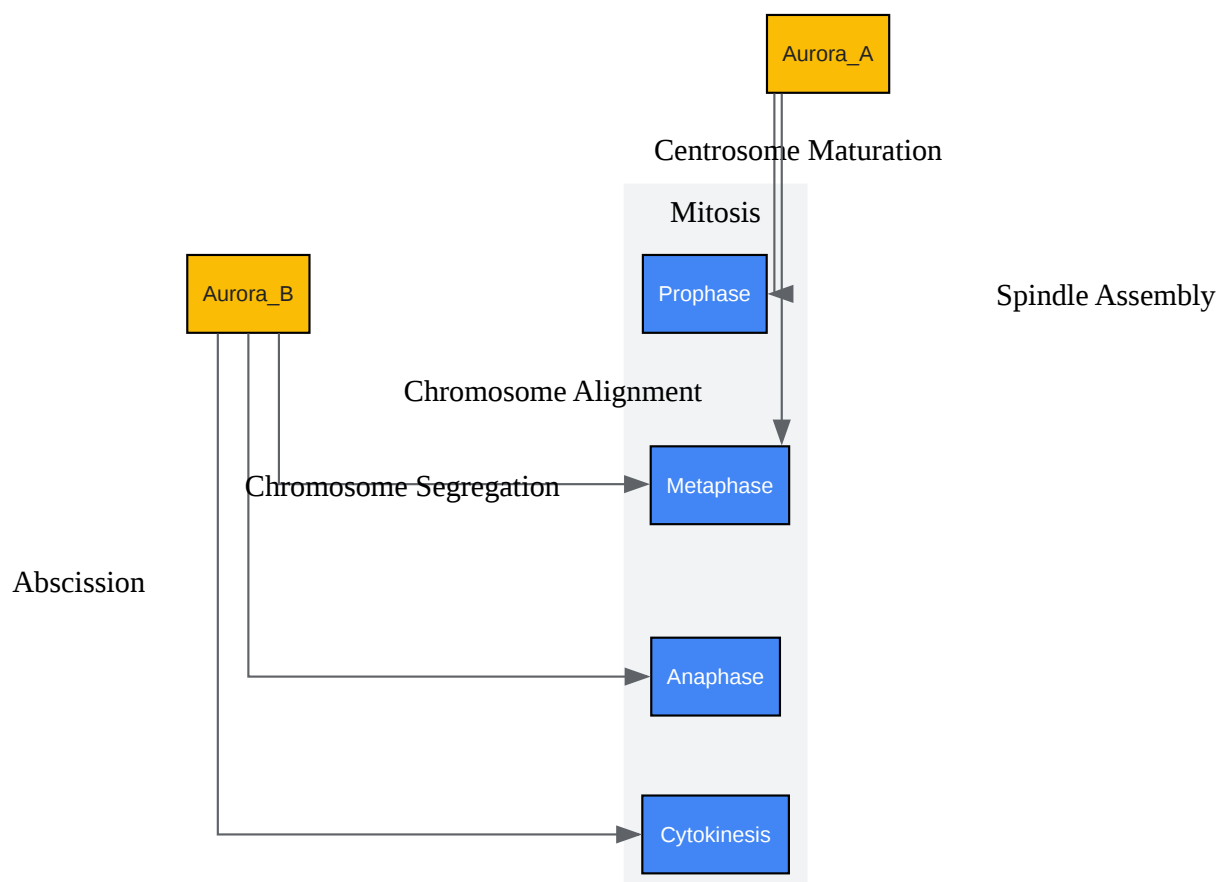 Aurora_A
Centrosome Maturation
Mitosis
Aurora_B
Prophase
Spindle Assembly
Chromosome Alignment
Chromosome Segregation
Metaphase
Abscission
Anaphase
Cytokinesis